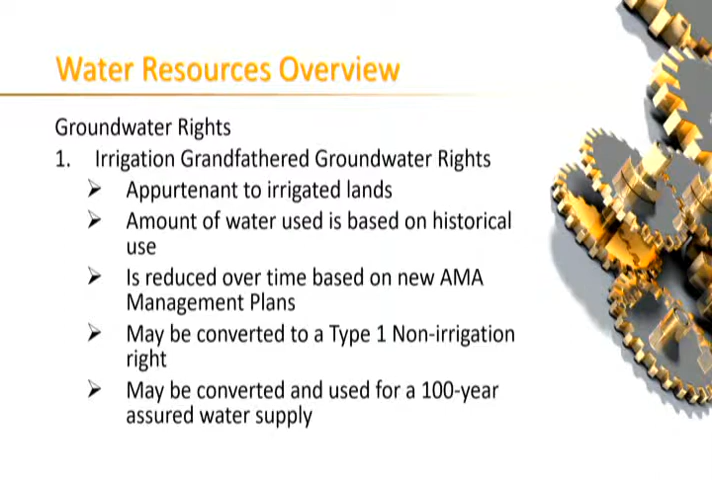 Water Resources Overview
Groundwater Rights
1. Irrigation Grandfathered Groundwater Rights
➢ Appurtenant to irrigated lands
➢ Amount of water used is based on historical
use
➢ Is reduced over time based on new AMA
Management Plans
➢ May be converted to a Type 1 Non-irrigation
right
➢ May be converted and used for a 100-year
assured water supply